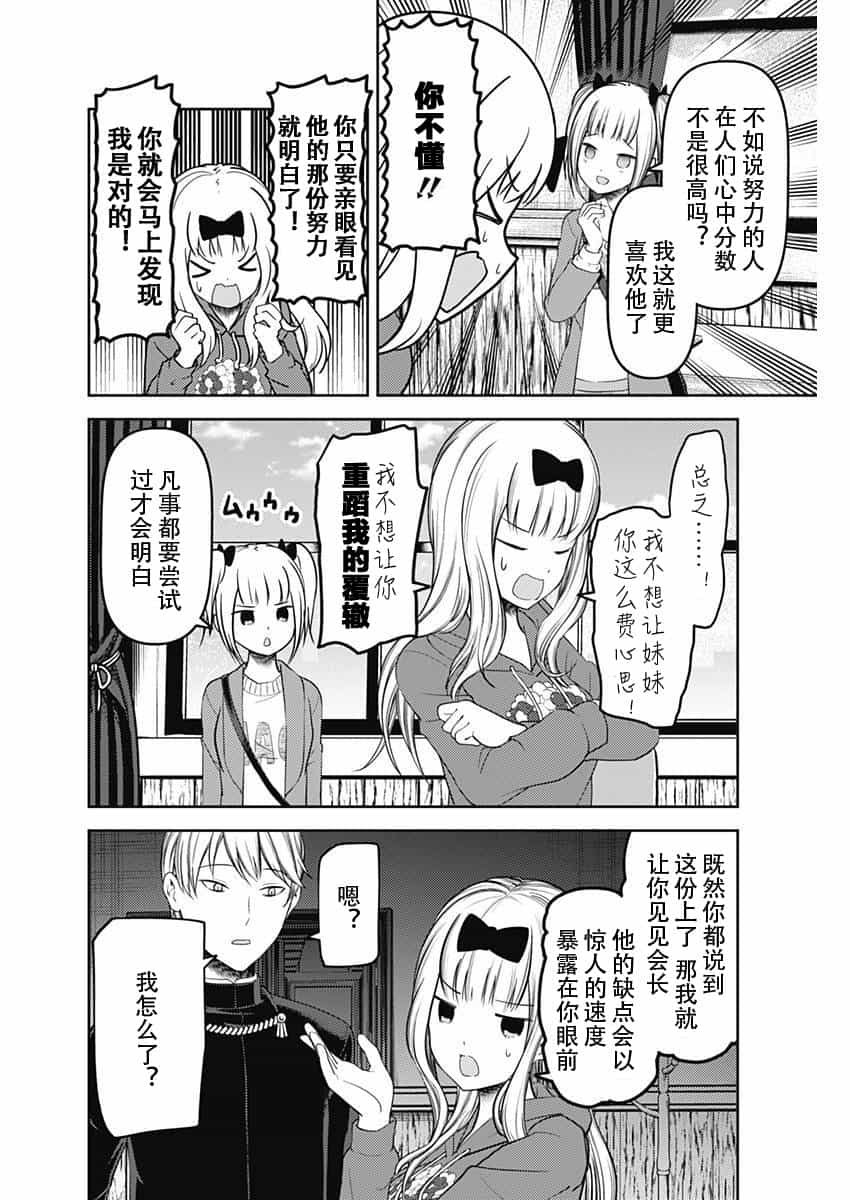 不如说努力的人
在人们心中分数
不是很高吗？
我这就更
喜欢他了
你不懂！！
你只要亲眼看见
他的那份努力
就明白了！
你就会马上发现
我是对的！
总之……！
我不想让妹妹
你这么费心思！
我不想让你
重蹈我的覆辙
ムゥゥゥ
凡事都要尝试
过才会明白
既然你都说到
这份上了 那我就
让你见见会长
他的缺点会以
惊人的速度
暴露在你眼前
嗯？
我怎么了？